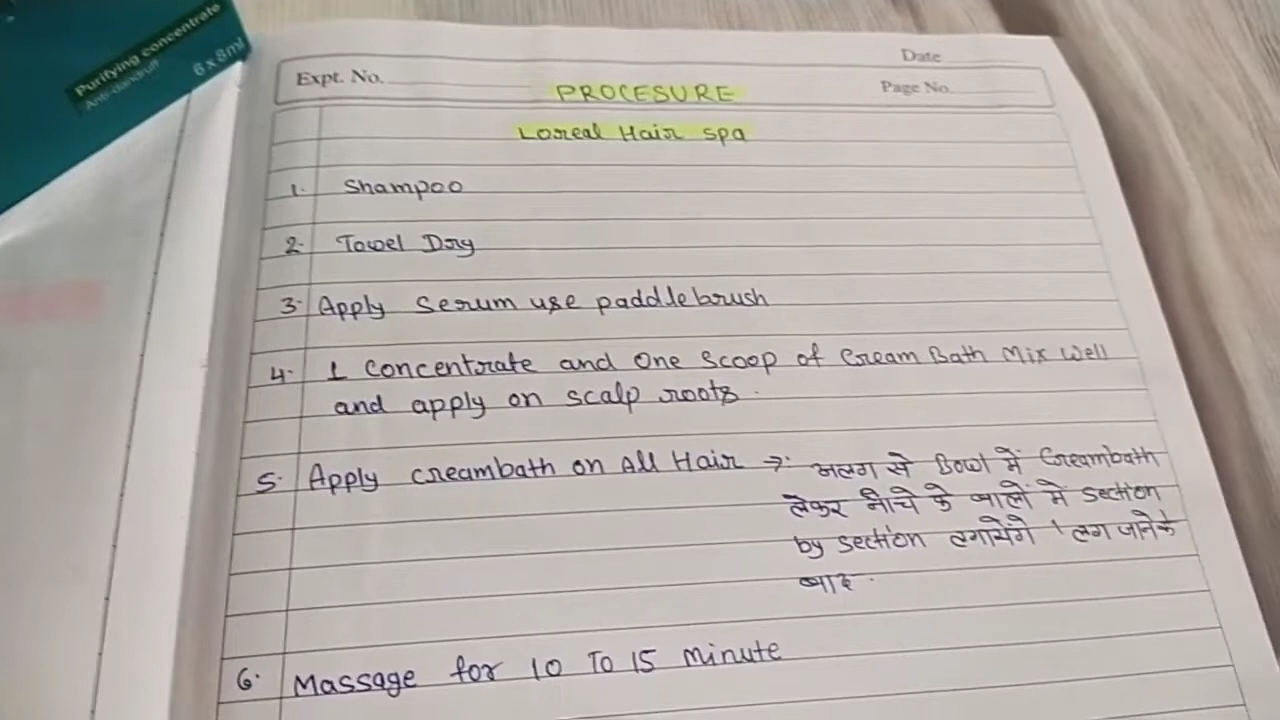 Purifying concentrate
Anti-dandruff
6 x 8ml
Date
Expt. No.
Page No.
PROCESURE
Loreal Hair spa
1. Shampoo
2. Towel Dry
3. Apply Serum use paddlebrush
4. 1 Concentrate and One Scoop of Cream Bath Mix Well
and apply on scalp roots.
5. Apply creambath on All Hair → अलग से Bowl में Creambath
लेकर नीचे के बालों में section
by section लगायेंगे । लग जाने के
बाद.
6. Massage for 10 To 15 Minute